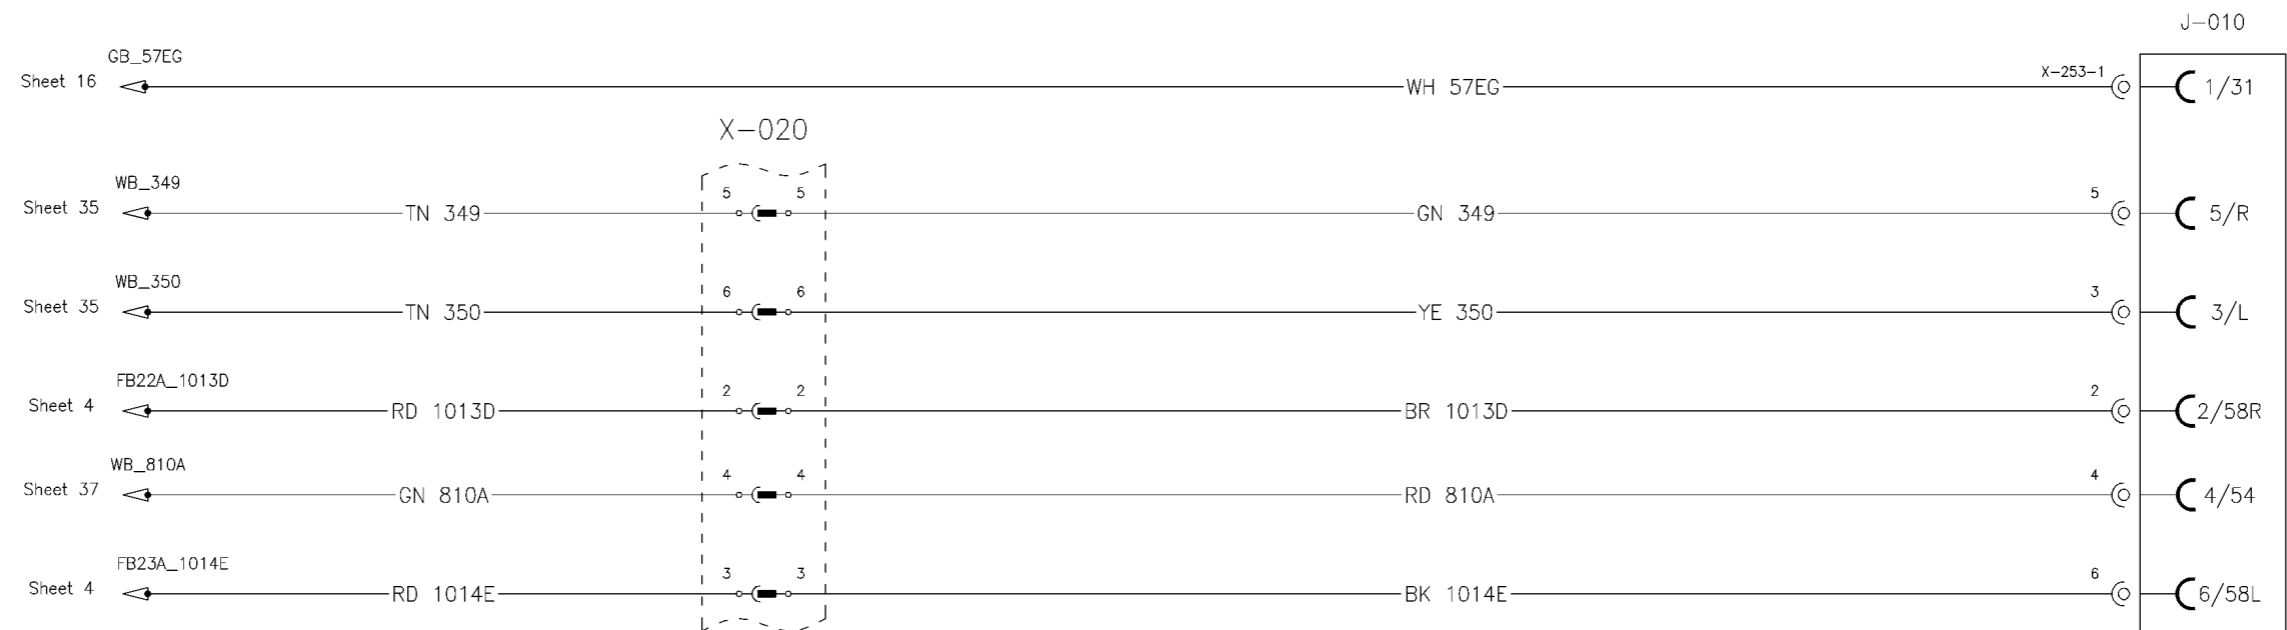 J-010
GB_57EG
Sheet 16
WH 57EG
X-253-1
1/31
X-020
WB_349
Sheet 35
TN 349
5 5
GN 349
5
5/R
WB_350
Sheet 35
TN 350
6 6
YE 350
3
3/L
FB22A_1013D
Sheet 4
RD 1013D
2 2
BR 1013D
2
2/58R
WB_810A
Sheet 37
GN 810A
4 4
RD 810A
4
4/54
FB23A_1014E
Sheet 4
RD 1014E
3 3
BK 1014E
6
6/58L